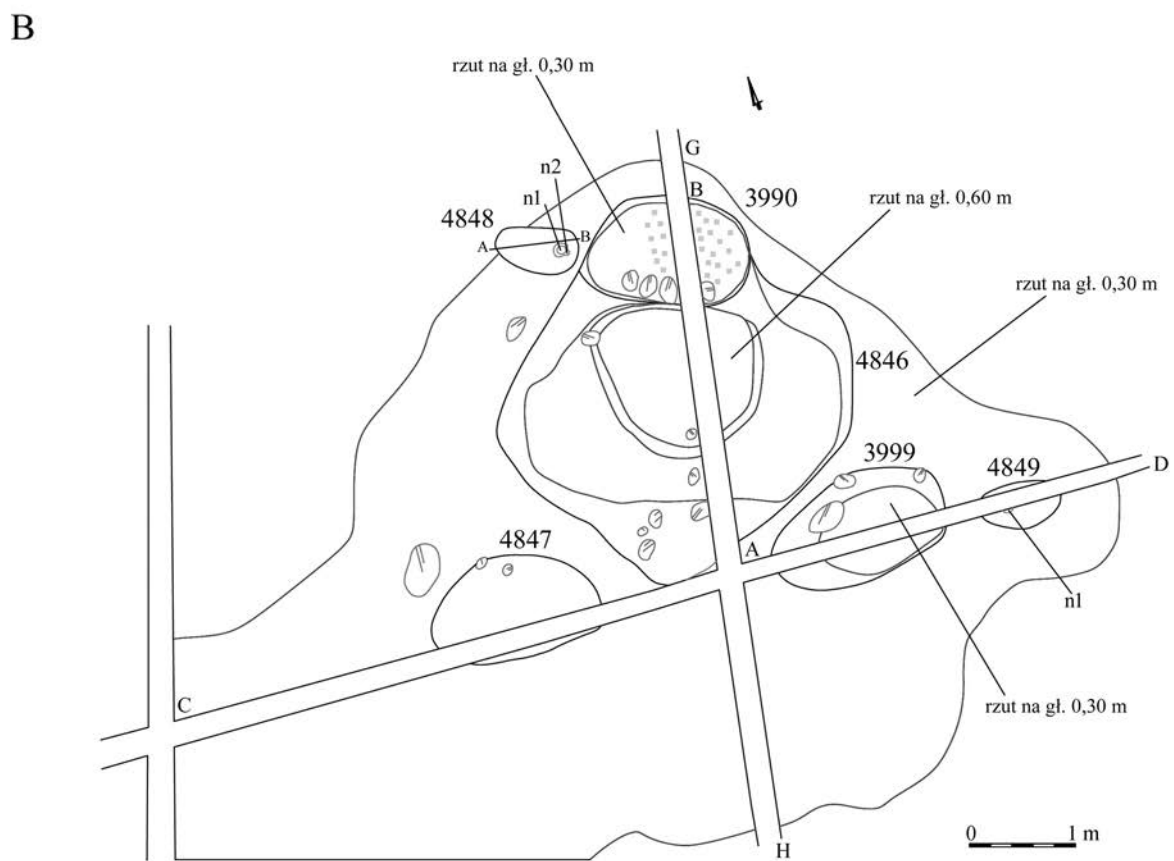 B
rzut na gł. 0,30 m
G
n2
n1
B
3990
rzut na gł. 0,60 m
4848
A
B
rzut na gł. 0,30 m
4846
3999
4849
D
4847
A
n1
C
rzut na gł. 0,30 m
0 1 m
H